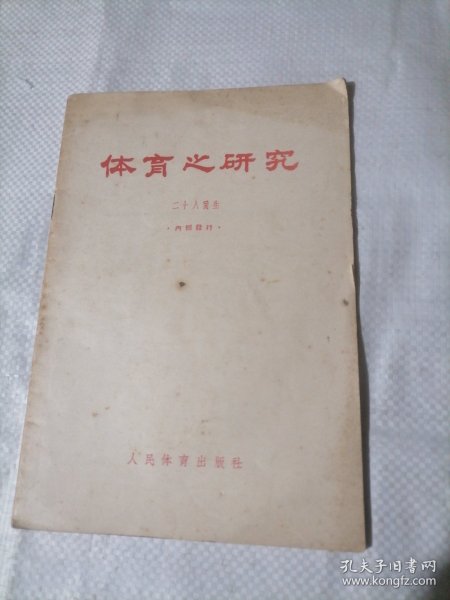 体育之研究
二十八画生
·内部发行·
人民体育出版社
孔夫子旧书网
www.kongfz.com